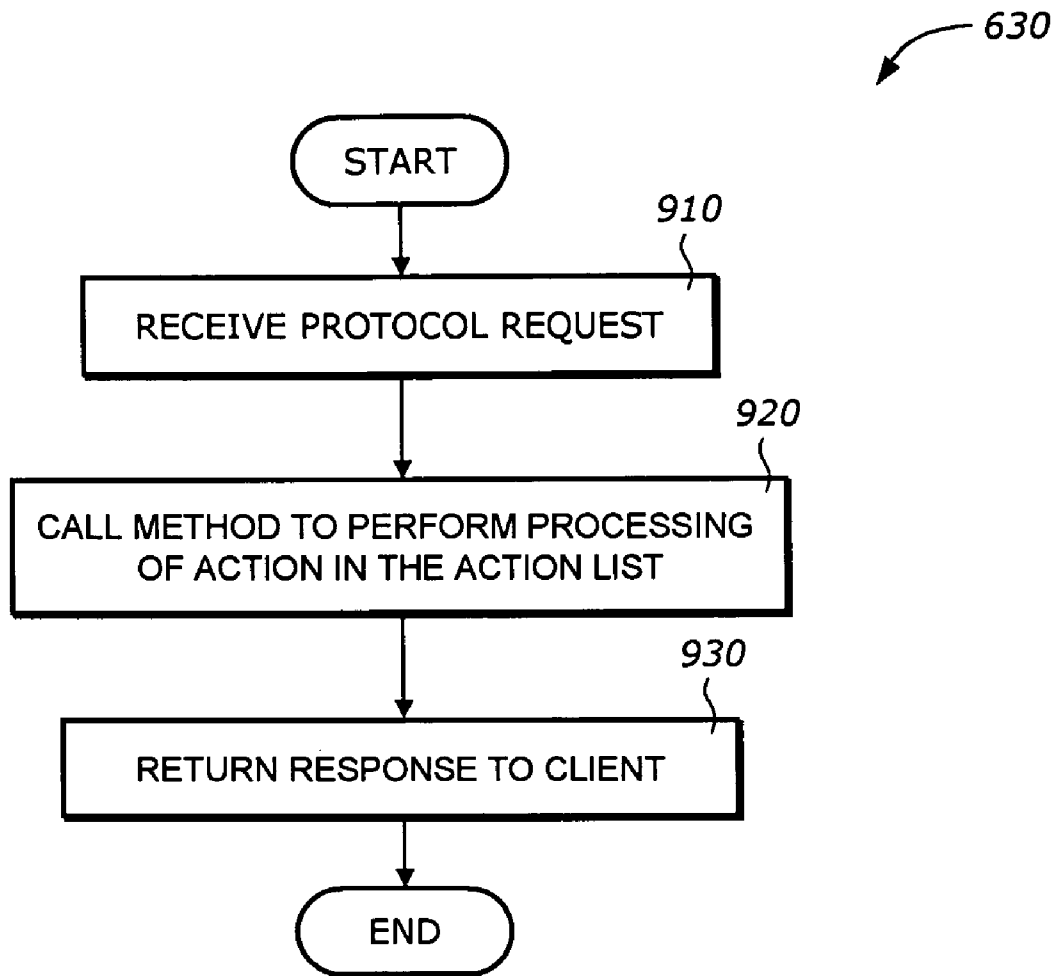 630
START
910
RECEIVE PROTOCOL REQUEST
920
CALL METHOD TO PERFORM PROCESSING
OF ACTION IN THE ACTION LIST
930
RETURN RESPONSE TO CLIENT
END